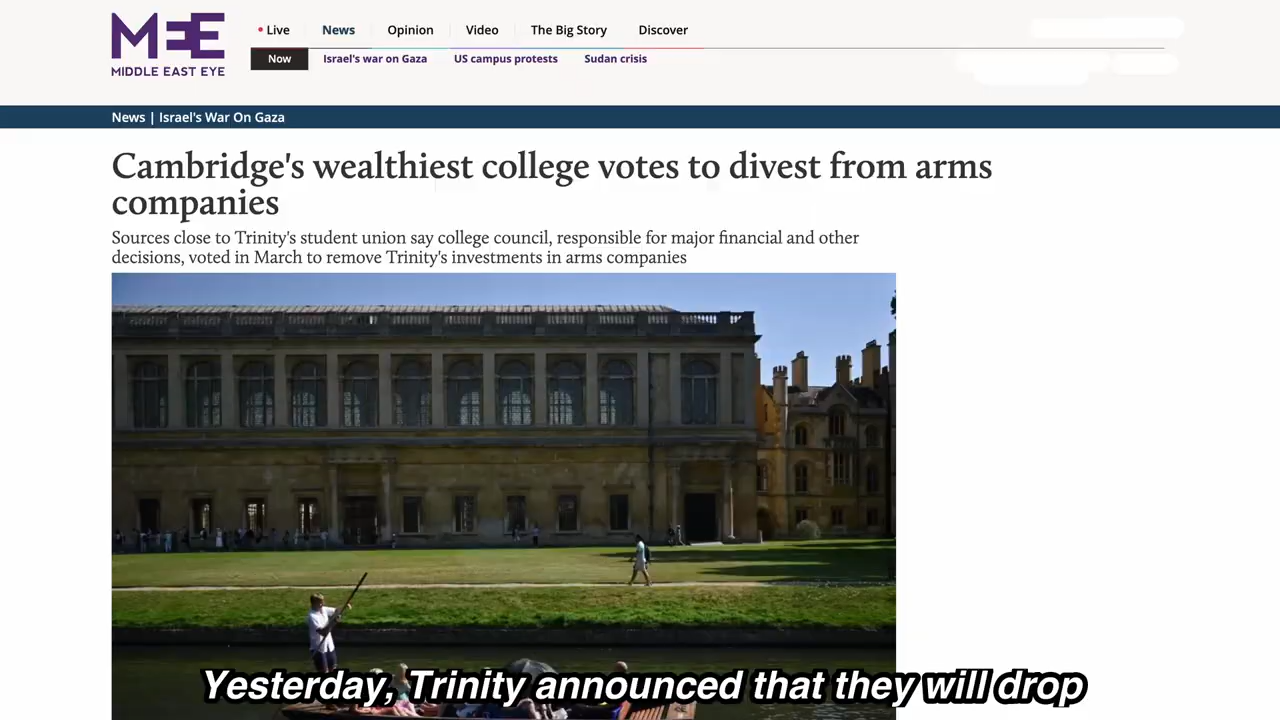 MEE
MIDDLE EAST EYE
Live News Opinion Video The Big Story Discover
Now Israel's war on Gaza US campus protests Sudan crisis
News | Israel's War On Gaza
Cambridge's wealthiest college votes to divest from arms
companies
Sources close to Trinity's student union say college council, responsible for major financial and other
decisions, voted in March to remove Trinity's investments in arms companies
Yesterday, Trinity announced that they will drop